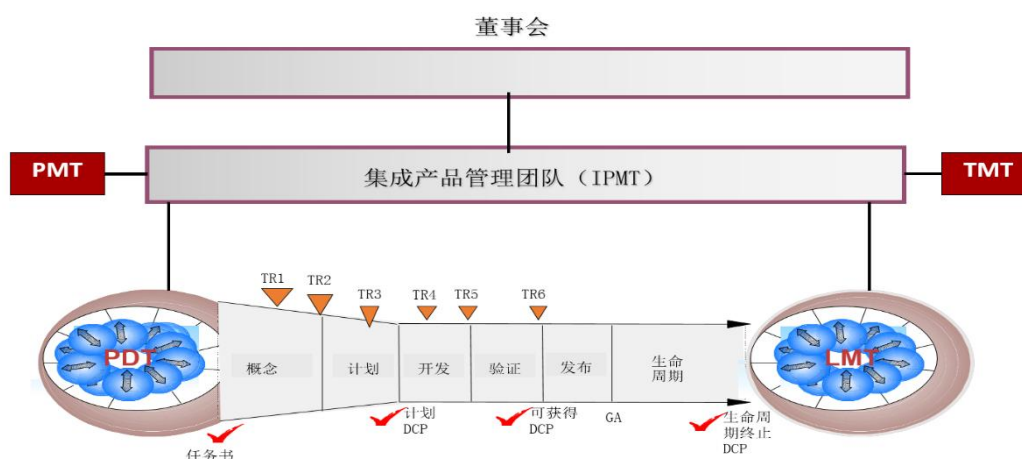 董事会
PMT
集成产品管理团队（IPMT）
TMT
TR1
TR2
TR3
TR4
TR5
TR6
PDT
概念
计划
开发
验证
发布
生命
周期
LMT
任务书
计划
DCP
可获得
DCP
GA
生命周
期终止
DCP